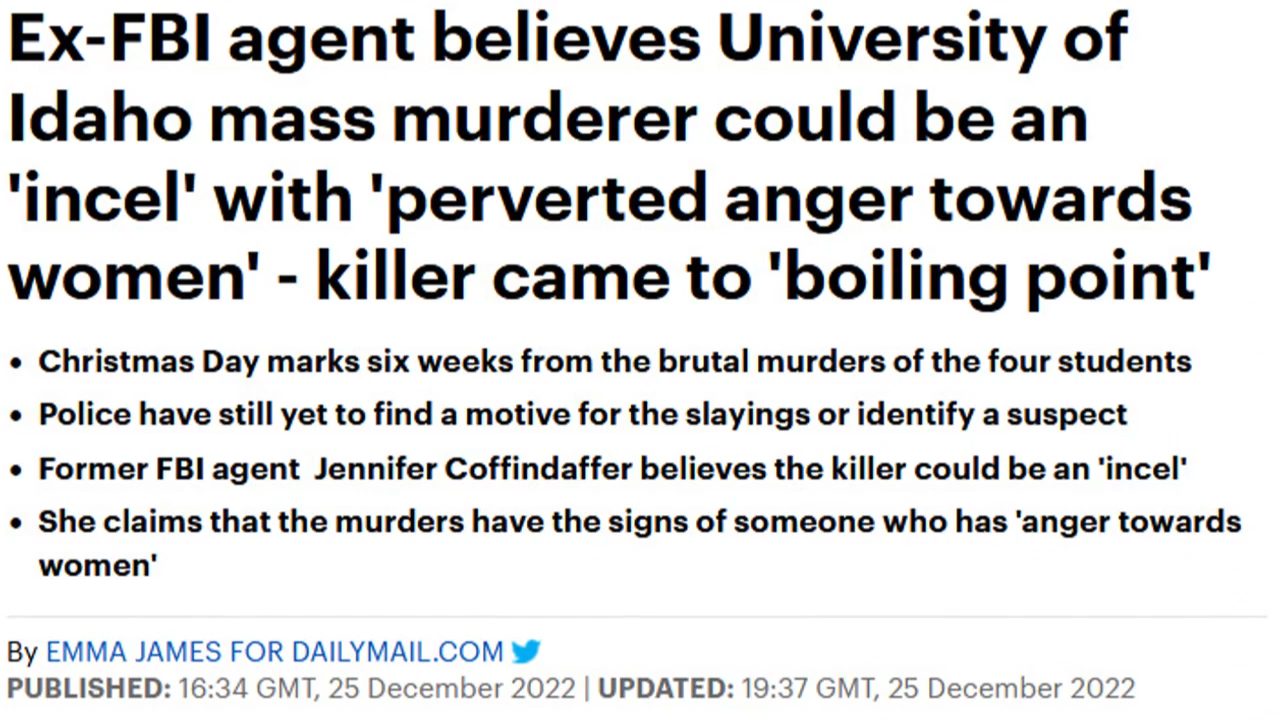 Ex-FBI agent believes University of
Idaho mass murderer could be an
'incel' with 'perverted anger towards
women' - killer came to 'boiling point'
• Christmas Day marks six weeks from the brutal murders of the four students
• Police have still yet to find a motive for the slayings or identify a suspect
• Former FBI agent  Jennifer Coffindaffer believes the killer could be an 'incel'
• She claims that the murders have the signs of someone who has 'anger towards
women'
By EMMA JAMES FOR DAILYMAIL.COM
PUBLISHED: 16:34 GMT, 25 December 2022 | UPDATED: 19:37 GMT, 25 December 2022